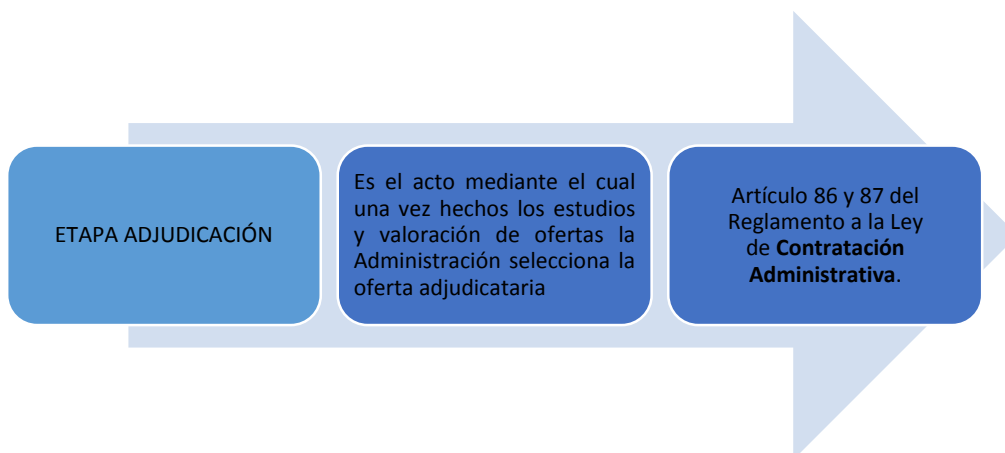 ETAPA ADJUDICACIÓN
Es el acto mediante el cual
una vez hechos los estudios
y valoración de ofertas la
Administración selecciona la
oferta adjudicataria
Artículo 86 y 87 del
Reglamento a la Ley
de Contratación
Administrativa.